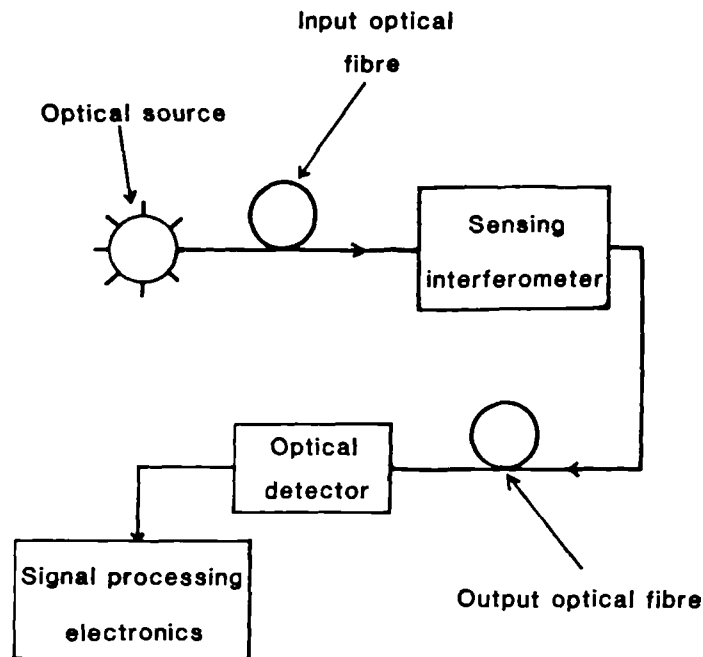 Input optical
fibre
Optical source
Sensing
interferometer
Optical
detector
Signal processing
electronics
Output optical fibre